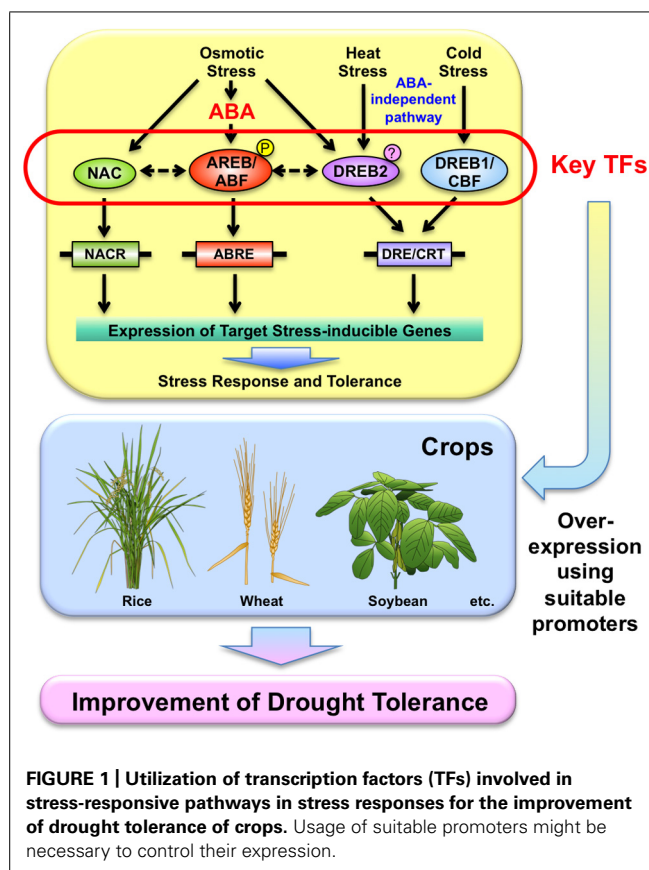 Osmotic Stress
Heat Stress
Cold Stress
ABA
ABA-
independent
pathway
P
?
NAC
AREB/
ABF
DREB2
DREB1/
CBF
Key TFs
NACR
ABRE
DRE/CRT
Expression of Target Stress-inducible Genes
Stress Response and Tolerance
Crops
Rice
Wheat
Soybean
etc.
Over-
expression
using
suitable
promoters
Improvement of Drought Tolerance
FIGURE 1 | Utilization of transcription factors (TFs) involved in
stress-responsive pathways in stress responses for the improvement
of drought tolerance of crops. Usage of suitable promoters might be
necessary to control their expression.